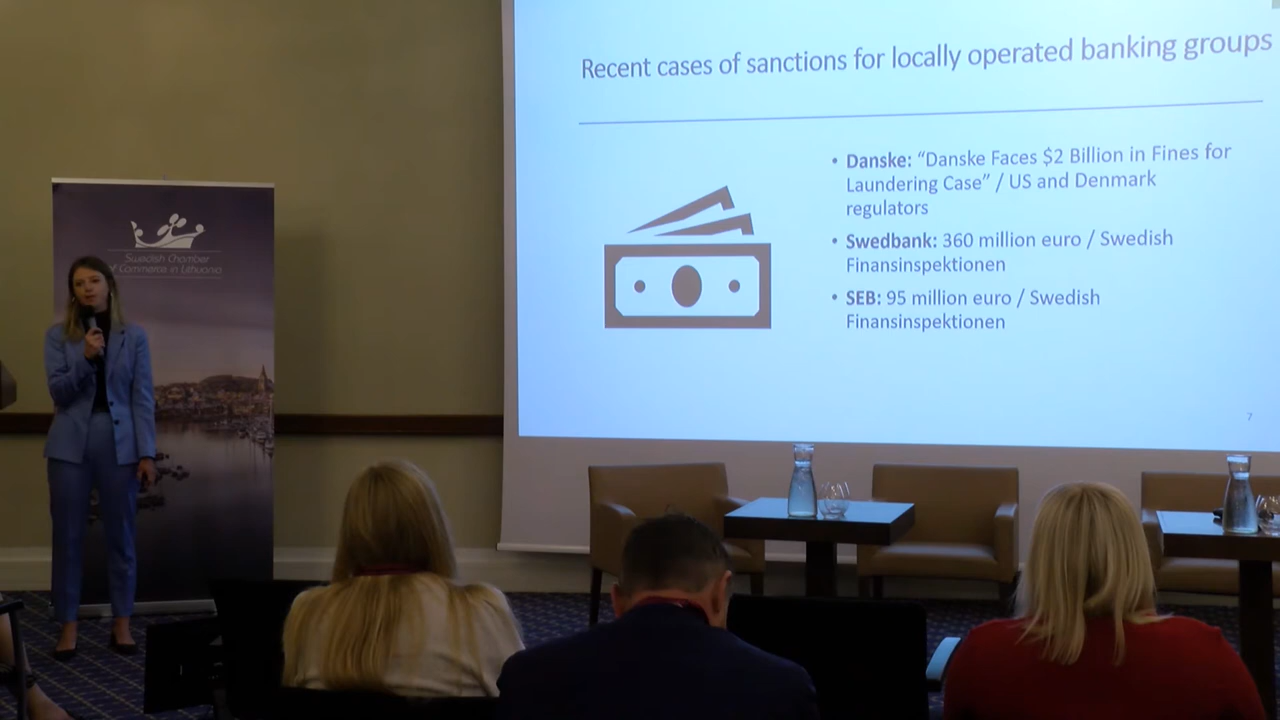 Recent cases of sanctions for locally operated banking groups
• Danske: “Danske Faces $2 Billion in Fines for
Laundering Case” / US and Denmark
regulators
• Swedbank: 360 million euro / Swedish
Finansinspektionen
• SEB: 95 million euro / Swedish
Finansinspektionen
7
Swedish Chamber
of Commerce in Lithuania